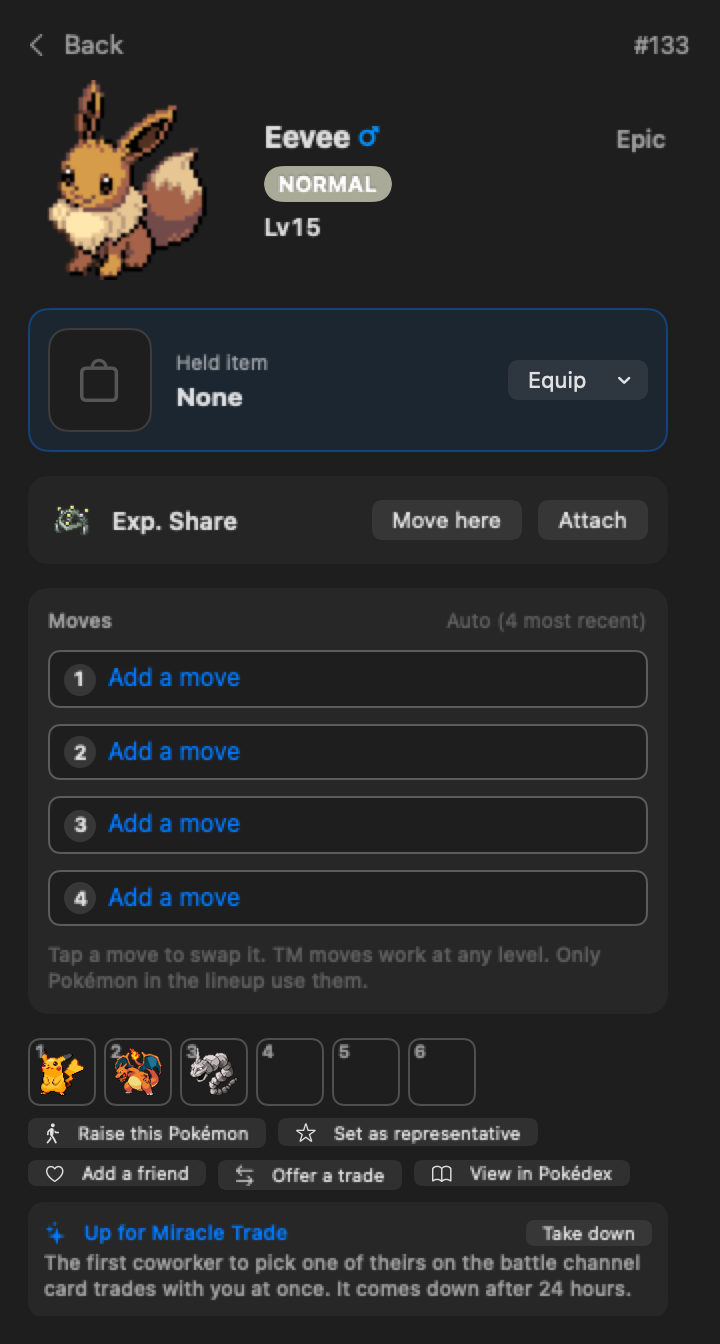 Back
#133
Eevee ♂
Epic
NORMAL
Lv15
Held item
None
Equip
Exp. Share
Move here
Attach
Moves
Auto (4 most recent)
1 Add a move
2 Add a move
3 Add a move
4 Add a move
Tap a move to swap it. TM moves work at any level. Only
Pokémon in the lineup use them.
1 2 3 4 5 6
Raise this Pokémon
Set as representative
Add a friend
Offer a trade
View in Pokédex
Up for Miracle Trade
Take down
The first coworker to pick one of theirs on the battle channel
card trades with you at once. It comes down after 24 hours.